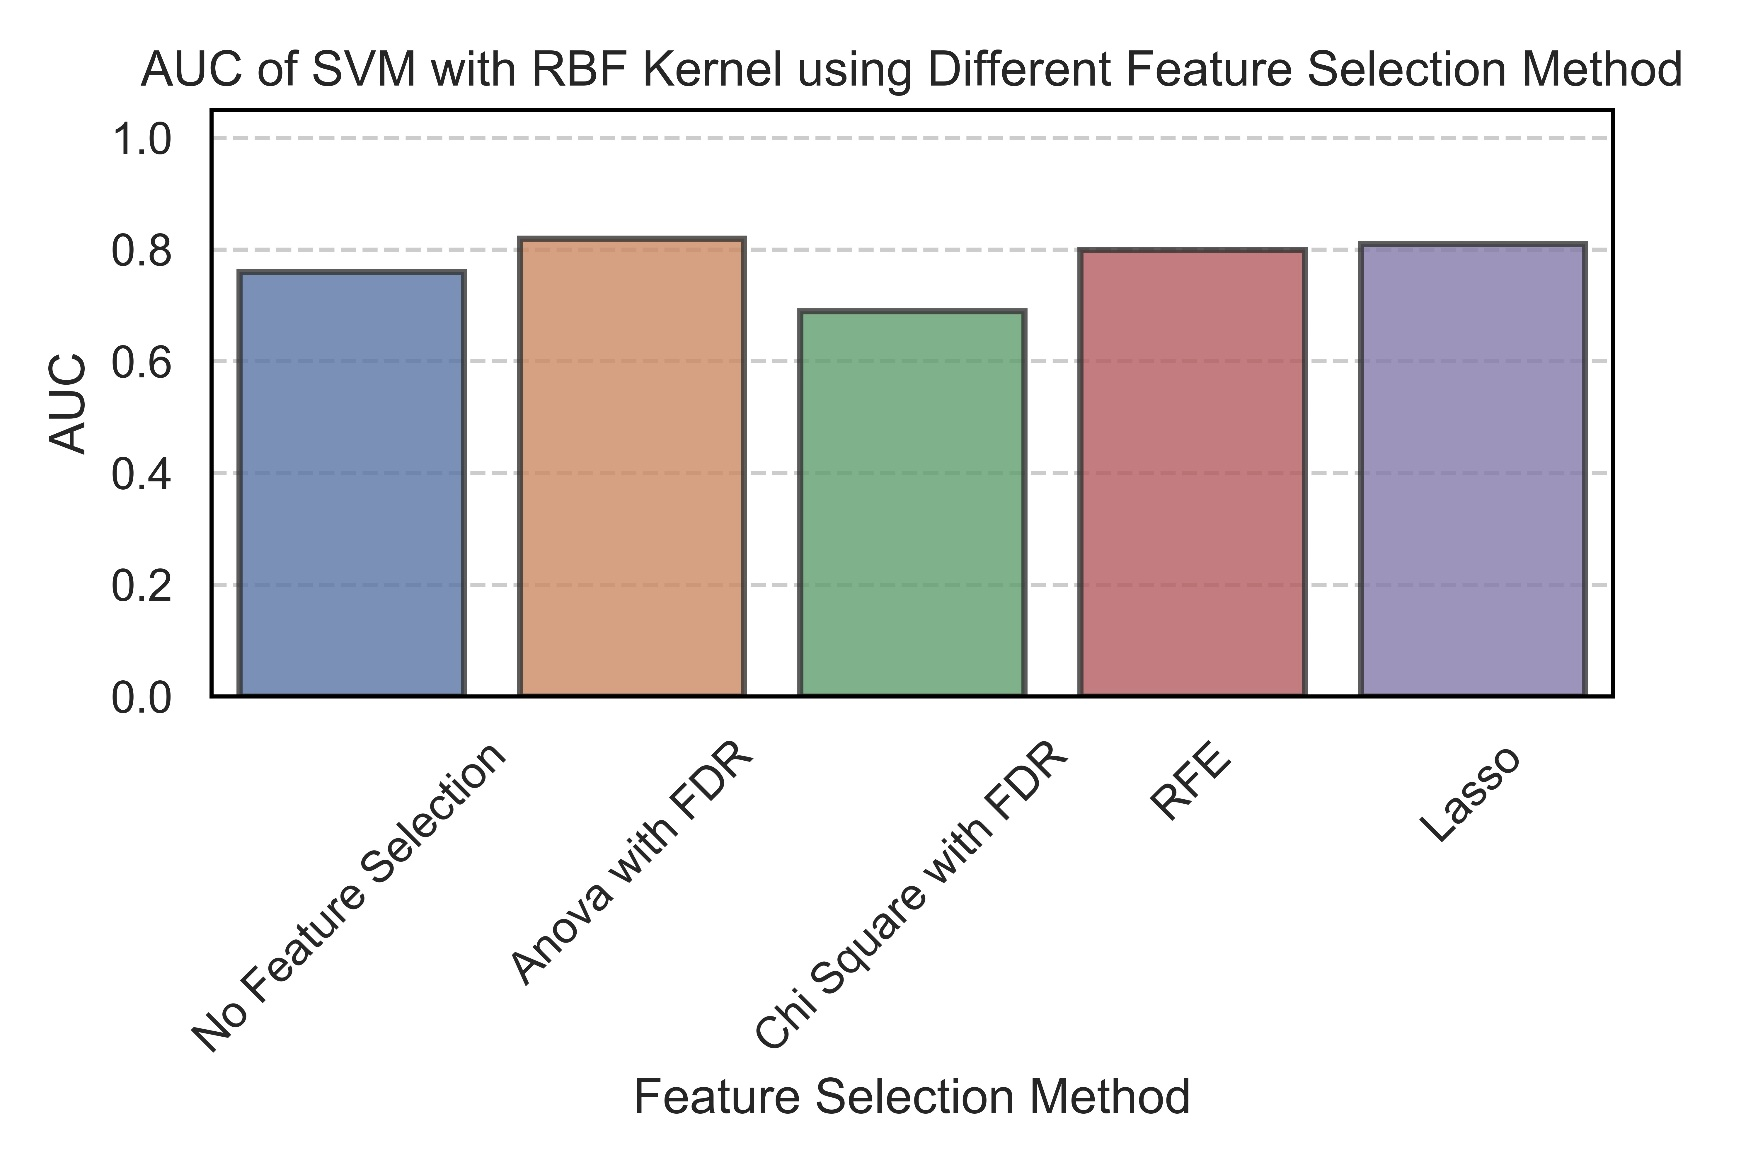 AUC of SVM with RBF Kernel using Different Feature Selection Method
1.0
0.8
0.6
0.4
0.2
0.0
AUC
No Feature Selection
Anova with FDR
Chi Square with FDR
RFE
Lasso
Feature Selection Method